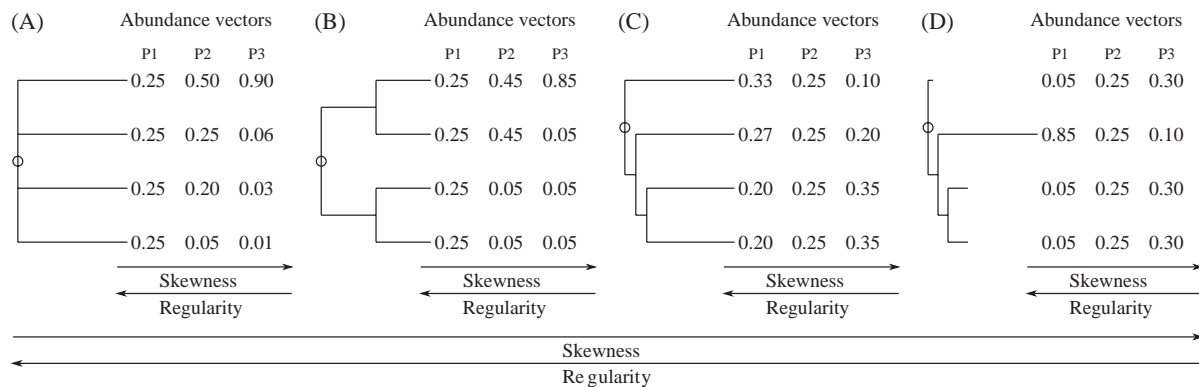 (A) Abundance vectors (B) Abundance vectors (C) Abundance vectors (D) Abundance vectors
P1 P2 P3 P1 P2 P3 P1 P2 P3 P1 P2 P3
0.25 0.50 0.90 0.25 0.45 0.85 0.33 0.25 0.10 0.05 0.25 0.30
0.25 0.25 0.06 0.25 0.45 0.05 0.27 0.25 0.20 0.85 0.25 0.10
0.25 0.20 0.03 0.25 0.05 0.05 0.20 0.25 0.35 0.05 0.25 0.30
0.25 0.05 0.01 0.25 0.05 0.05 0.20 0.25 0.35 0.05 0.25 0.30
Skewness Skewness Skewness Skewness
Regularity Regularity Regularity Regularity
Skewness
Re gularity